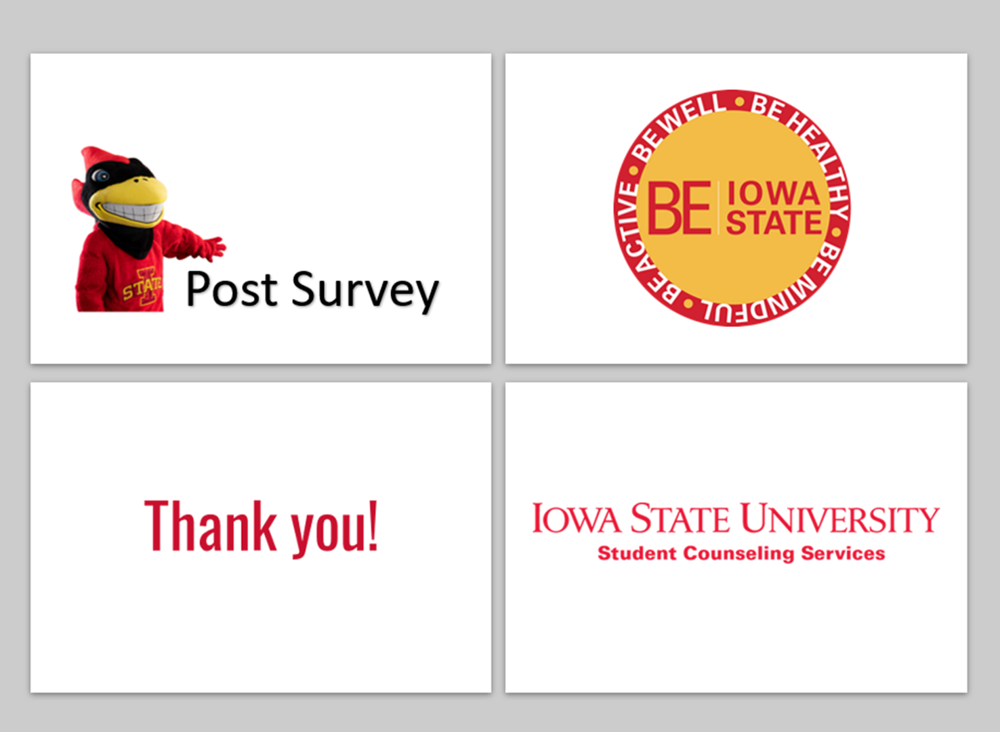 STATE
Post Survey
BE WELL • BE HEALTHY • BE MINDFUL • BE ACTIVE •
BE | IOWA
STATE
Thank you!
IOWA STATE UNIVERSITY
Student Counseling Services